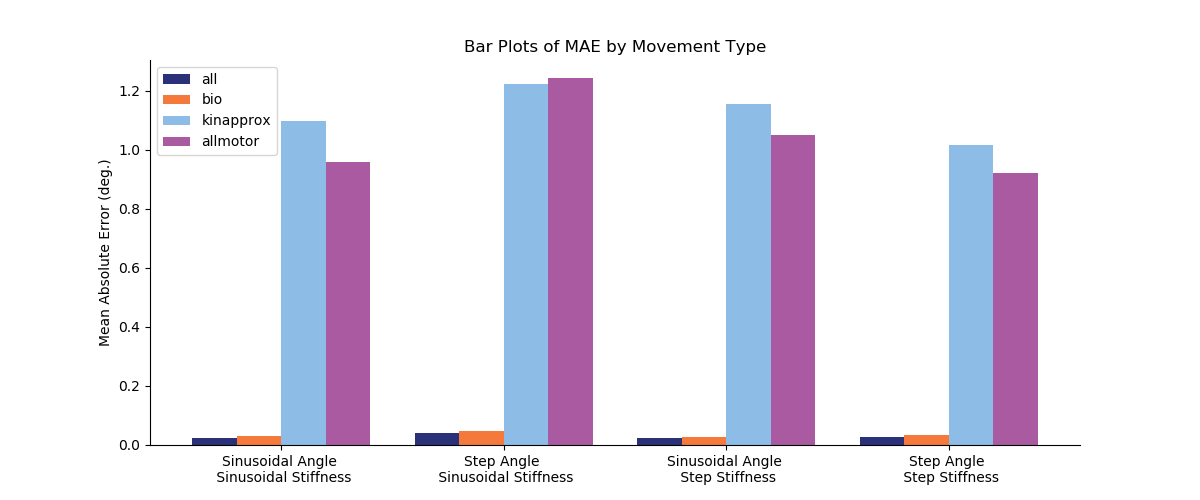 Bar Plots of MAE by Movement Type
all
bio
kinapprox
allmotor
Mean Absolute Error (deg.)
1.2
1.0
0.8
0.6
0.4
0.2
0.0
Sinusoidal Angle
Sinusoidal Stiffness
Step Angle
Sinusoidal Stiffness
Sinusoidal Angle
Step Stiffness
Step Angle
Step Stiffness